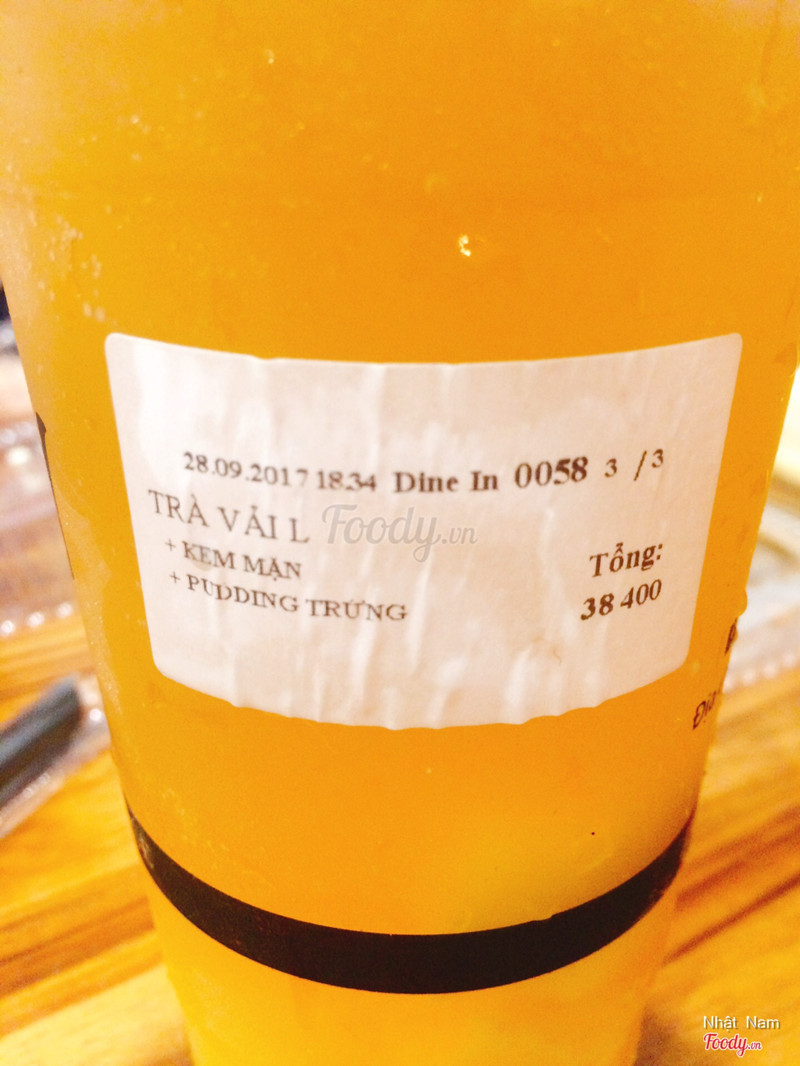 28.09.2017 18:34 Dine In 0058 3 /3
TRÀ VẢI L
+ KEM MẶN
+ PUDDING TRỨNG
Tổng:
38 400
Foody.vn
Địa
Nhật Nam
Foody.vn